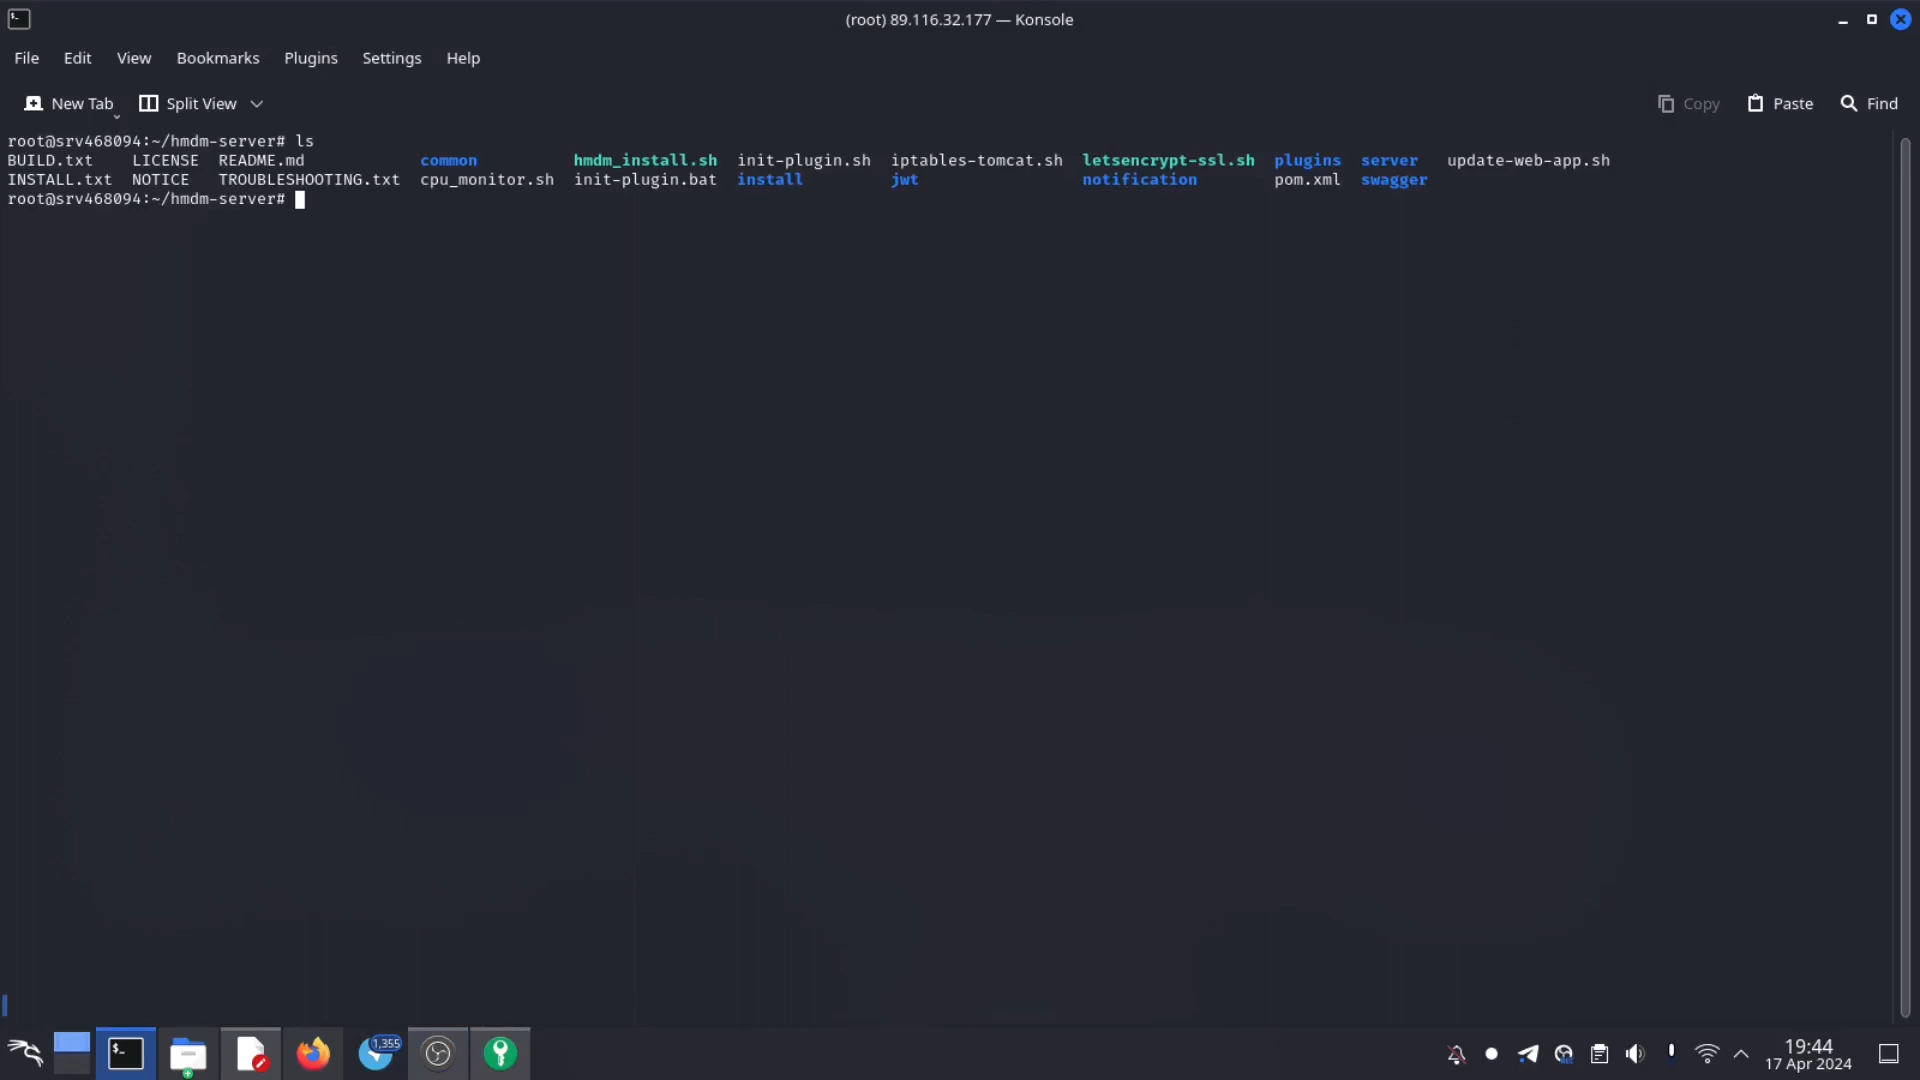 (root) 89.116.32.177 — Konsole
File Edit View Bookmarks Plugins Settings Help
New Tab Split View Copy Paste Find
root@srv468094:~/hmdm-server# ls
BUILD.txt LICENSE README.md common hmdm_install.sh init-plugin.sh iptables-tomcat.sh letsencrypt-ssl.sh plugins server update-web-app.sh
INSTALL.txt NOTICE TROUBLESHOOTING.txt cpu_monitor.sh init-plugin.bat install jwt notification pom.xml swagger
root@srv468094:~/hmdm-server#
1,355
19:44
17 Apr 2024